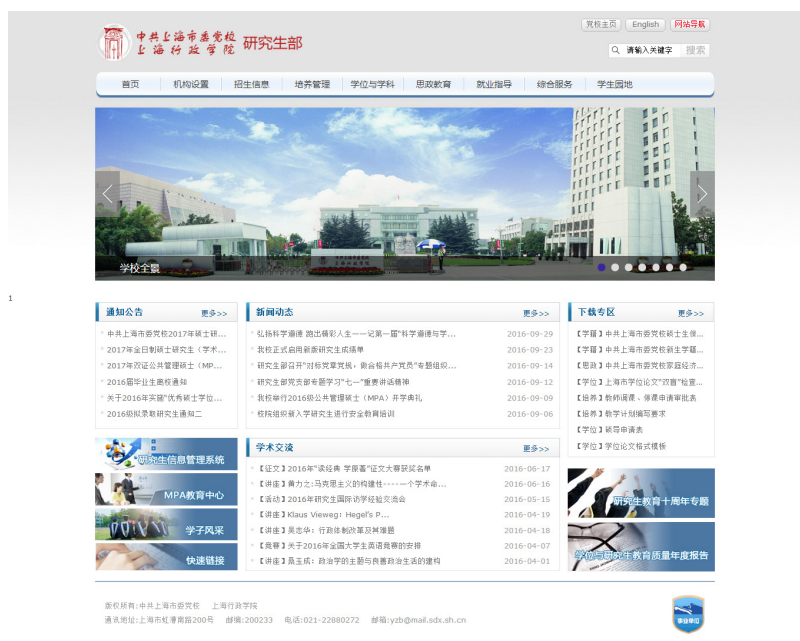 党校主页 English 网站导航
中共上海市委党校
上海行政学院 研究生部
请输入关键字 搜索
首页 机构设置 招生信息 培养管理 学位与学科 思政教育 就业指导 综合服务 学生园地
学校全景
1
通知公告 更多>>
中共上海市委党校2017年硕士研...
2017年全日制硕士研究生（学术...
2017年双证公共管理硕士（MP...
2016届毕业生离校通知
关于2016年实施"优秀硕士学位...
2016级拟录取研究生通知二
新闻动态 更多>>
弘扬科学道德 踏出精彩人生——记第一届"科学道德与学... 2016-09-29
我校正式启用新版研究生成绩单 2016-09-23
研究生部召开"对标党章党规，做合格共产党员"专题组织... 2016-09-14
研究生部党支部专题学习"七一"重要讲话精神 2016-09-12
我校举行2016级公共管理硕士（MPA）开学典礼 2016-09-09
校院组织新入学研究生进行安全教育培训 2016-09-06
下载专区 更多>>
【学籍】中共上海市委党校硕士生保...
【学籍】中共上海市委党校新生学籍...
【思政】中共上海市委党校家庭经济...
【学位】上海市学位论文"双盲"检查...
【培养】教师调课、停课申请审批表
【培养】教学计划编写要求
【学位】硕导申请表
【学位】学位论文格式模板
研究生信息管理系统
MPA教育中心
学子风采
快速链接
学术交流 更多>>
【征文】2016年"读经典 学原著"征文大赛获奖名单 2016-06-17
【讲座】黄力之:马克思主义的构建性----一个学术命... 2016-06-16
【活动】2016年研究生国际访学经验交流会 2016-05-15
【讲座】Klaus Vieweg: Hegel's P... 2016-04-19
【讲座】吴志华：行政体制改革及其难题 2016-04-18
【竞赛】关于2016年全国大学生英语竞赛的安排 2016-04-07
【讲座】桑玉成：政治学的主题与良善政治生活的建构 2016-04-01
研究生教育十周年专题
学位与研究生教育质量年度报告
版权所有:中共上海市委党校 上海行政学院
通讯地址:上海市虹漕南路200号 邮编:200233 电话:021-22880272 邮箱:yzb@mail.sdx.sh.cn
事业单位